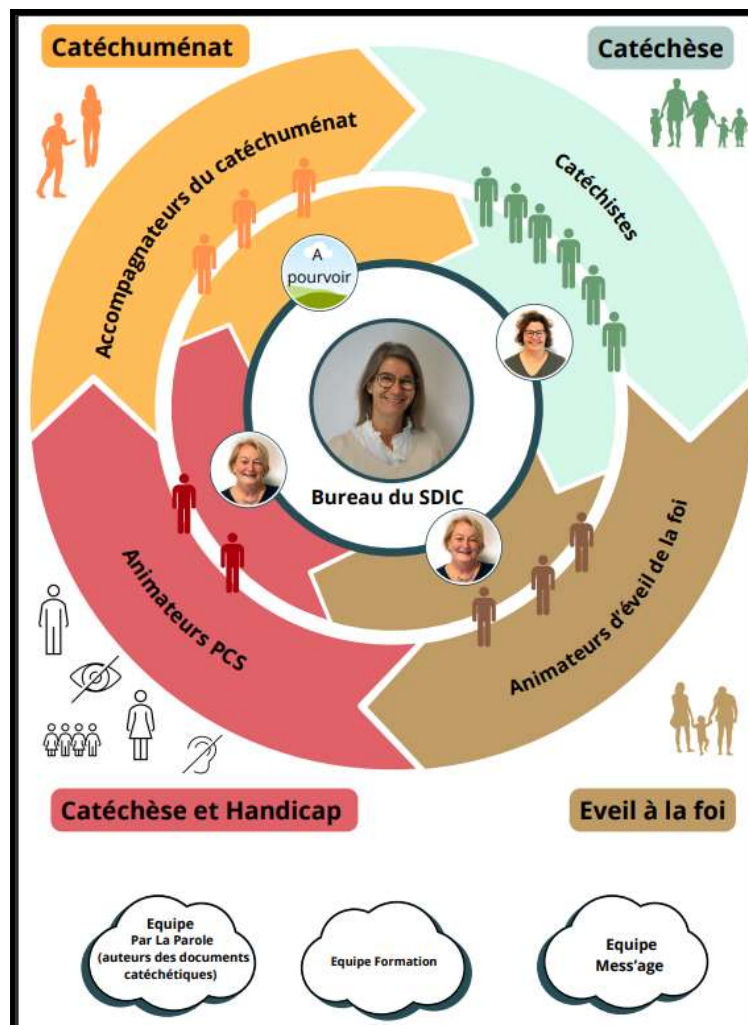 Catéchuménat
Catéchèse
Accompagnateurs du catéchuménat
Catéchistes
A
pourvoir
Bureau du SDIC
Animateurs PCS
Animateurs d'éveil de la foi
Catéchèse et Handicap
Eveil à la foi
Equipe
Par La Parole
(auteurs des documents
catéchétiques)
Equipe Formation
Equipe
Mess'age